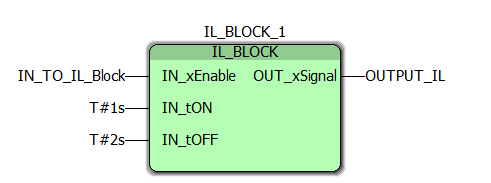 IL_BLOCK_1
IL_BLOCK
IN_TO_IL_Block IN_xEnable OUT_xSignal OUTPUT_IL
T#1s IN_tON
T#2s IN_tOFF